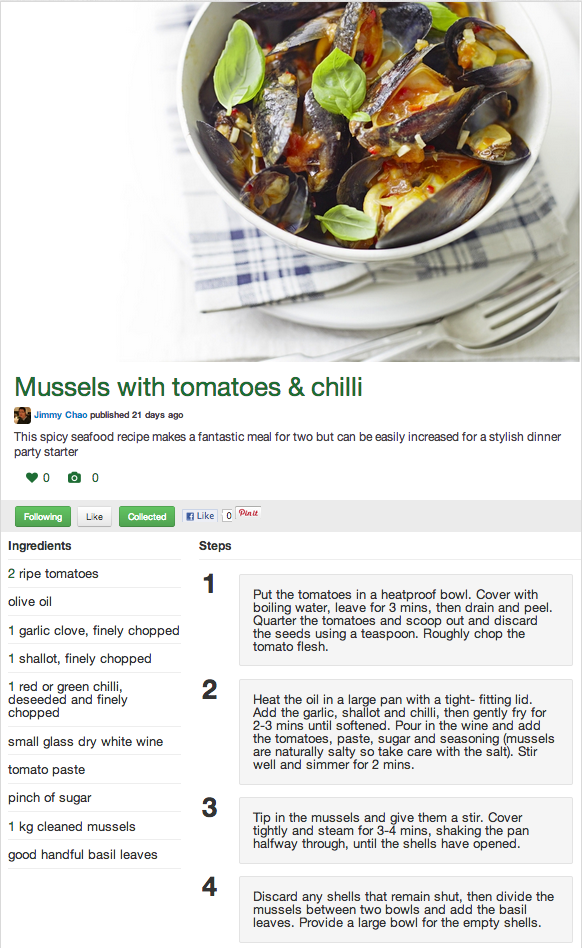 Mussels with tomatoes & chilli
Jimmy Chao published 21 days ago
This spicy seafood recipe makes a fantastic meal for two but can be easily increased for a stylish dinner
party starter
0 0
Following Like Collected Like 0 Pin it
Ingredients
2 ripe tomatoes
olive oil
1 garlic clove, finely chopped
1 shallot, finely chopped
1 red or green chilli,
deseeded and finely
chopped
small glass dry white wine
tomato paste
pinch of sugar
1 kg cleaned mussels
good handful basil leaves
Steps
1
Put the tomatoes in a heatproof bowl. Cover with
boiling water, leave for 3 mins, then drain and peel.
Quarter the tomatoes and scoop out and discard
the seeds using a teaspoon. Roughly chop the
tomato flesh.
2
Heat the oil in a large pan with a tight- fitting lid.
Add the garlic, shallot and chilli, then gently fry for
2-3 mins until softened. Pour in the wine and add
the tomatoes, paste, sugar and seasoning (mussels
are naturally salty so take care with the salt). Stir
well and simmer for 2 mins.
3
Tip in the mussels and give them a stir. Cover
tightly and steam for 3-4 mins, shaking the pan
halfway through, until the shells have opened.
4
Discard any shells that remain shut, then divide the
mussels between two bowls and add the basil
leaves. Provide a large bowl for the empty shells.